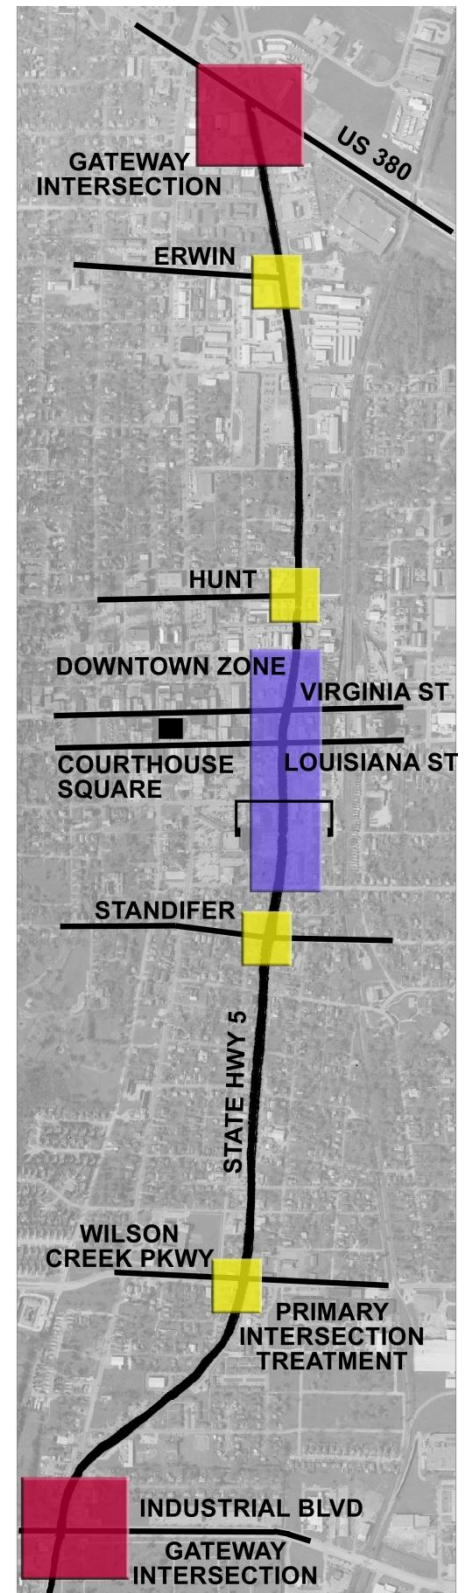 US 380
GATEWAY
INTERSECTION
ERWIN
HUNT
DOWNTOWN ZONE
VIRGINIA ST
COURTHOUSE
SQUARE
LOUISIANA ST
STANDIFER
STATE HWY 5
WILSON
CREEK PKWY
PRIMARY
INTERSECTION
TREATMENT
INDUSTRIAL BLVD
GATEWAY
INTERSECTION